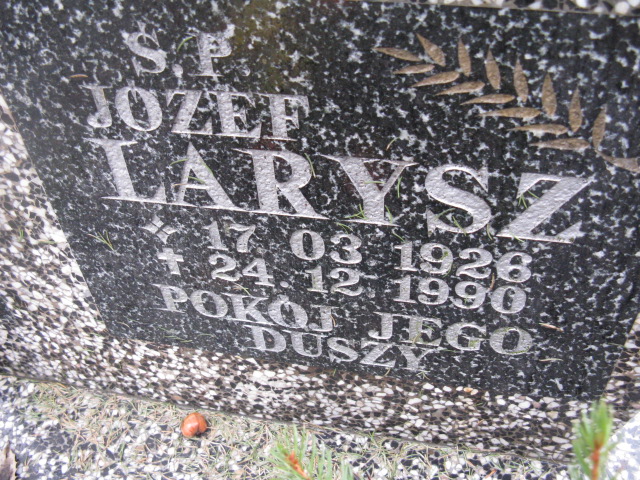 Ś.P.
JÓZEF
LARYSZ
17 03. 1926
24.12.1990
POKÓJ JEGO
DUSZY